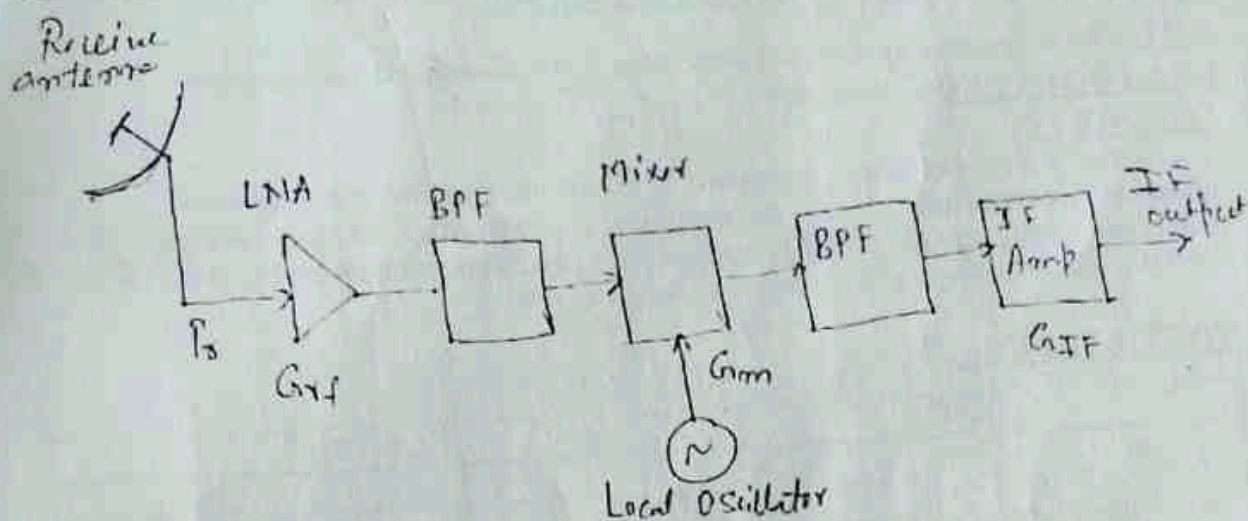 Receive
antenna
LNA
BPF
Mixer
BPF
IF
Amp
IF
output
Pr
Grf
Gm
GIF
Local Oscillator